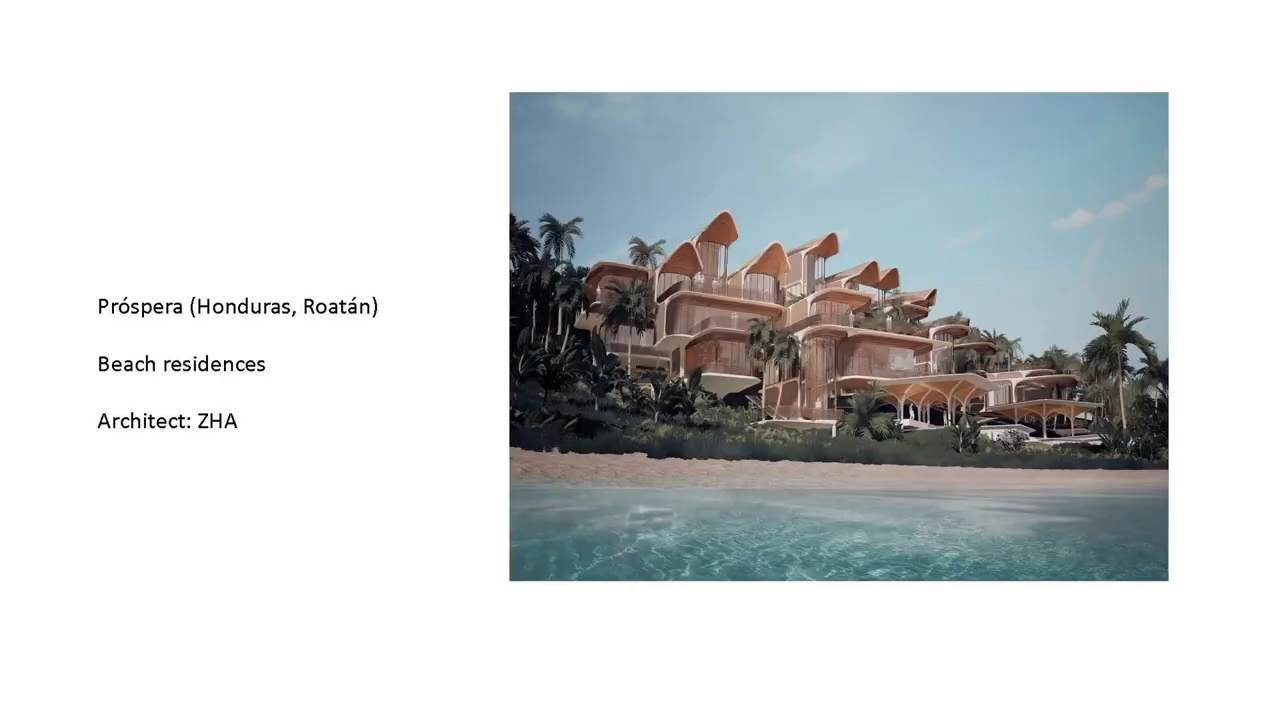 Próspera (Honduras, Roatán)
Beach residences
Architect: ZHA